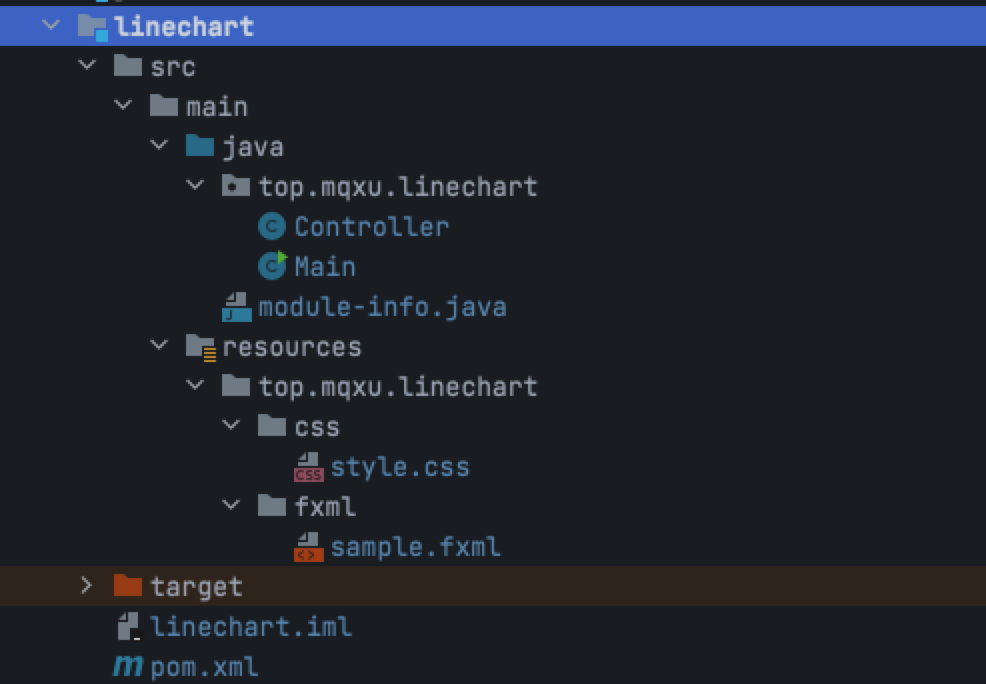 linechart
src
main
java
top.mqxu.linechart
Controller
Main
module-info.java
resources
top.mqxu.linechart
css
style.css
fxml
sample.fxml
target
linechart.iml
pom.xml